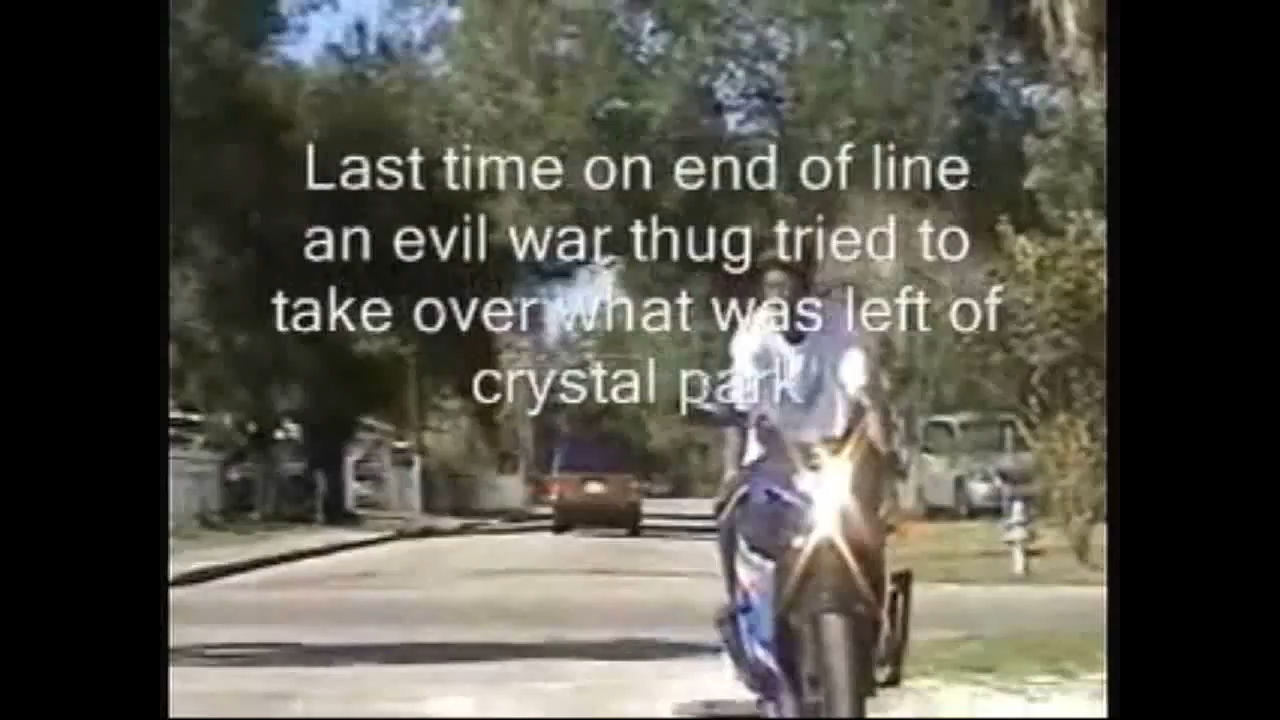 Last time on end of line
an evil war thug tried to
take over what was left of
crystal park